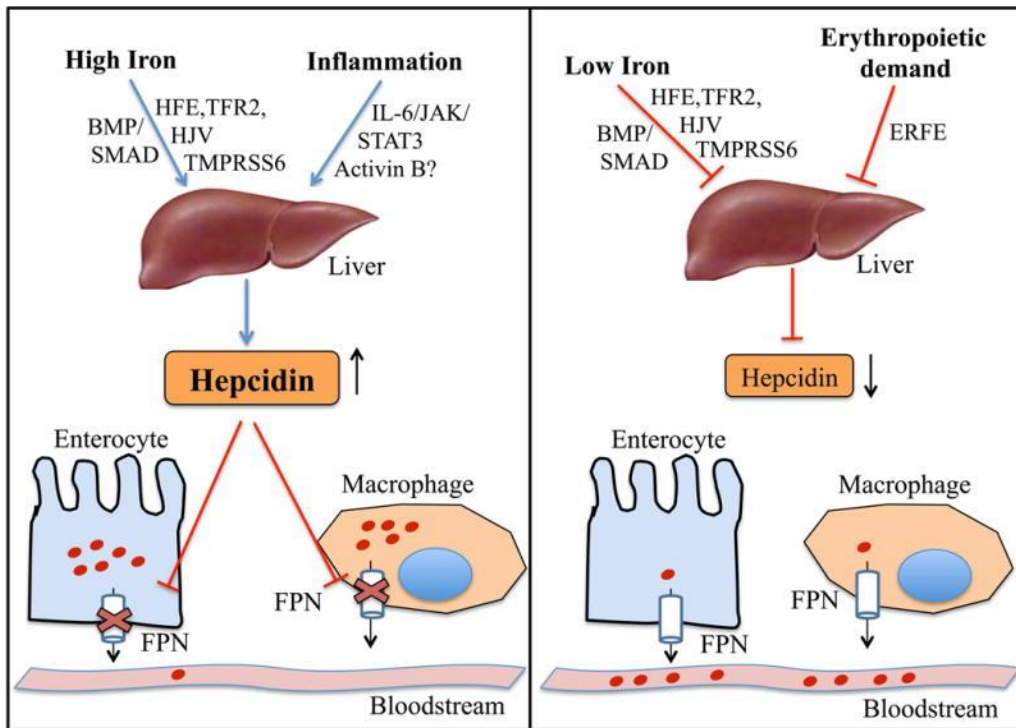 High Iron
Inflammation
HFE,TFR2,
HJV
TMPRSS6
BMP/
SMAD
IL-6/JAK/
STAT3
Activin B?
Liver
Hepcidin
Enterocyte
Macrophage
FPN
FPN
Bloodstream
Low Iron
Erythropoietic
demand
HFE,TFR2,
HJV
TMPRSS6
BMP/
SMAD
ERFE
Liver
Hepcidin
Enterocyte
Macrophage
FPN
FPN
Bloodstream